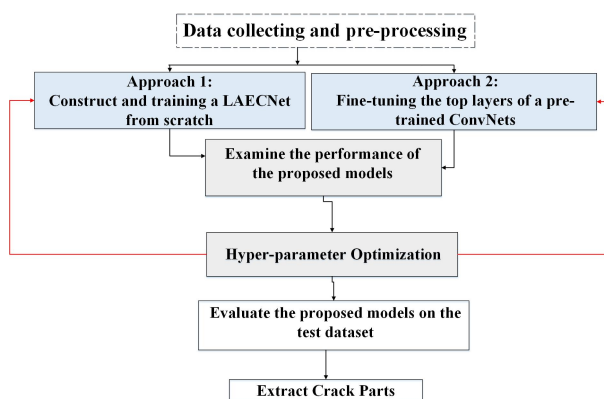 Data collecting and pre-processing
Approach 1:
Construct and training a LAECNet
from scratch
Approach 2:
Fine-tuning the top layers of a pre-
trained ConvNets
Examine the performance of
the proposed models
Hyper-parameter Optimization
Evaluate the proposed models on the
test dataset
Extract Crack Parts